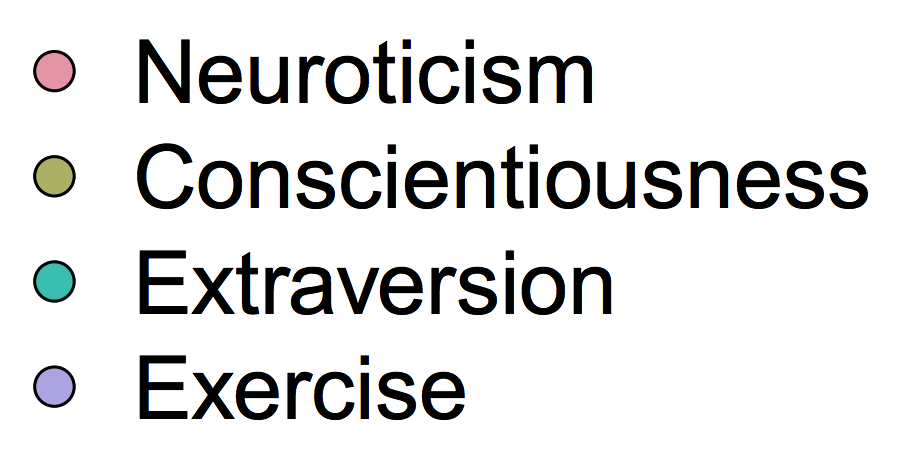 Neuroticism
Conscientiousness
Extraversion
Exercise